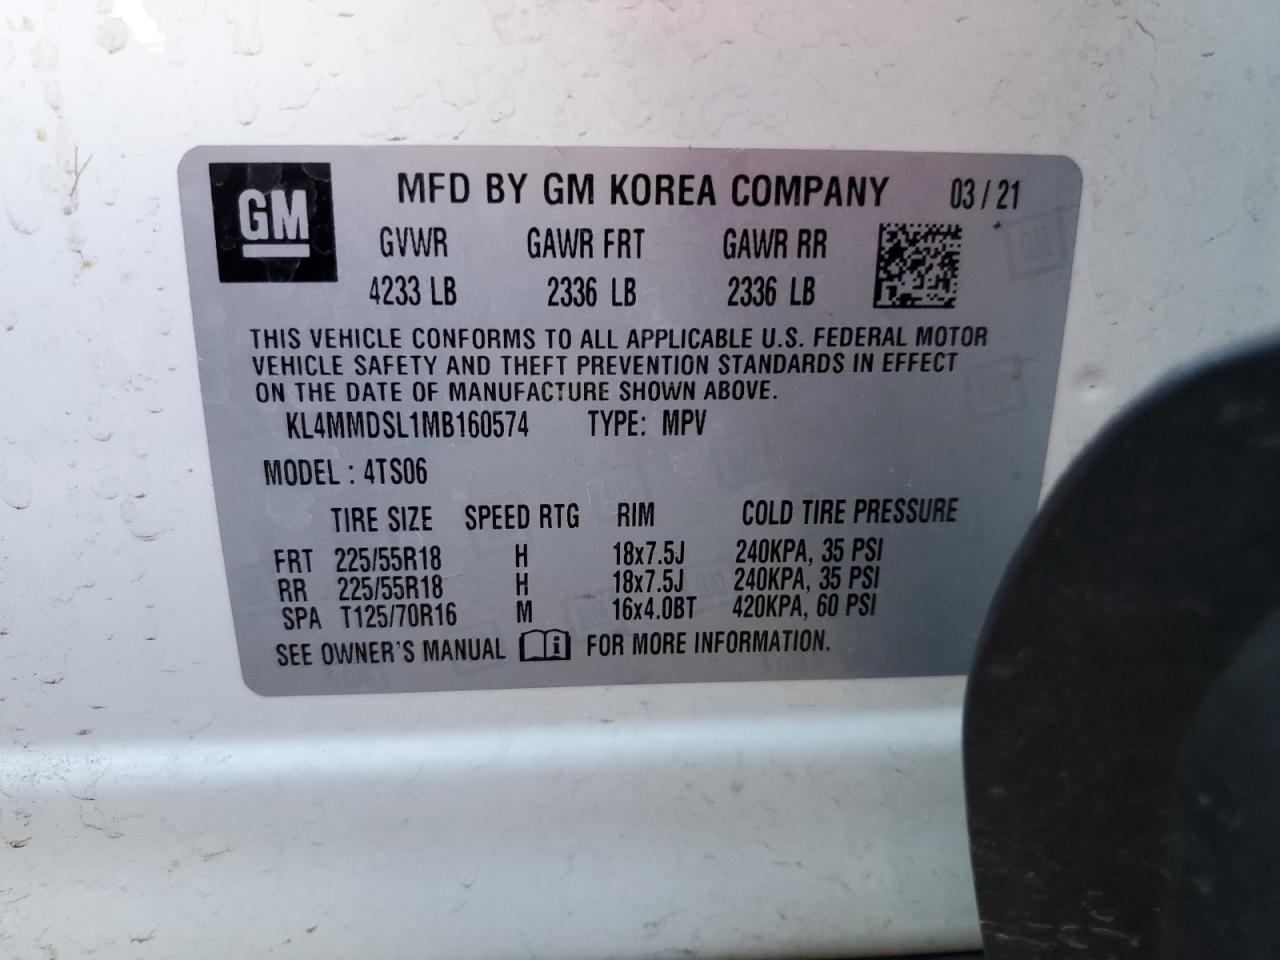 GM
MFD BY GM KOREA COMPANY 03 / 21
GVWR GAWR FRT GAWR RR
4233 LB 2336 LB 2336 LB
THIS VEHICLE CONFORMS TO ALL APPLICABLE U.S. FEDERAL MOTOR
VEHICLE SAFETY AND THEFT PREVENTION STANDARDS IN EFFECT
ON THE DATE OF MANUFACTURE SHOWN ABOVE.
KL4MMDSL1MB160574 TYPE: MPV
MODEL : 4TS06
TIRE SIZE SPEED RTG RIM COLD TIRE PRESSURE
FRT 225/55R18 H 18x7.5J 240KPA, 35 PSI
RR 225/55R18 H 18x7.5J 240KPA, 35 PSI
SPA T125/70R16 M 16x4.0BT 420KPA, 60 PSI
SEE OWNER'S MANUAL i FOR MORE INFORMATION.